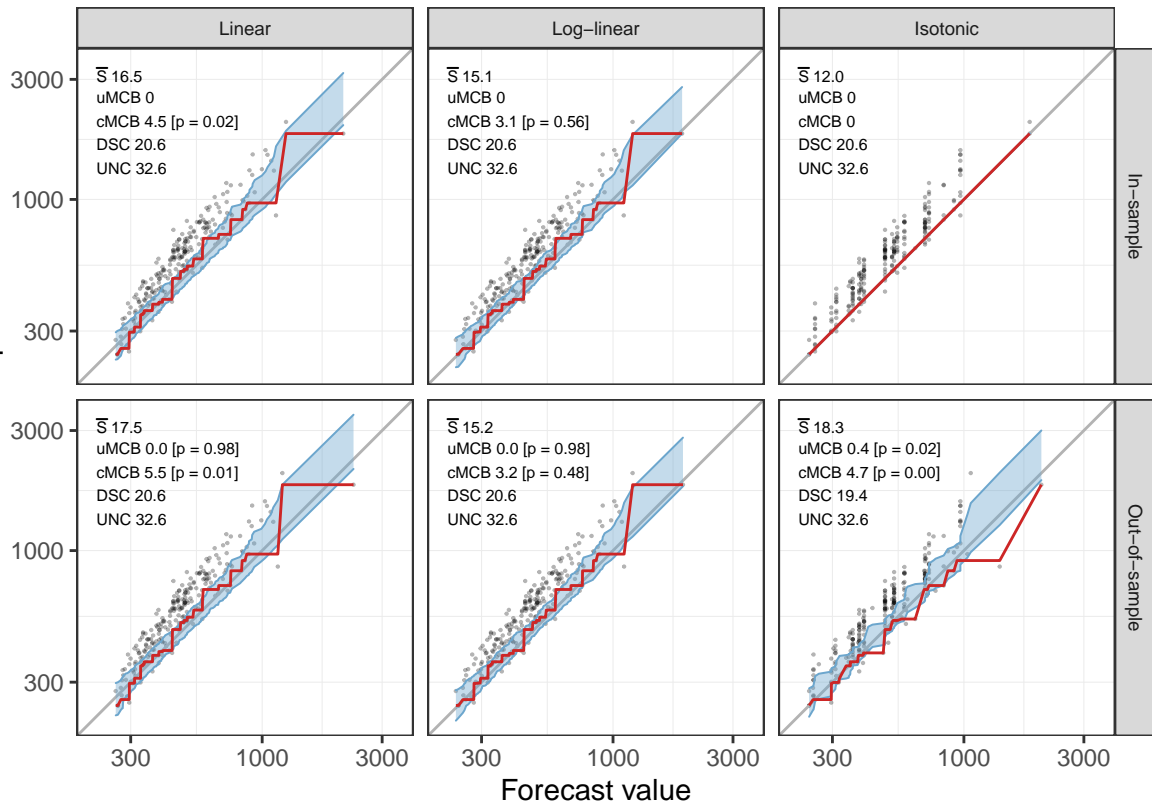 Linear
Log−linear
Isotonic
S̅ 16.5
uMCB 0
cMCB 4.5 [p = 0.02]
DSC 20.6
UNC 32.6
S̅ 15.1
uMCB 0
cMCB 3.1 [p = 0.56]
DSC 20.6
UNC 32.6
S̅ 12.0
uMCB 0
cMCB 0
DSC 20.6
UNC 32.6
3000
1000
300
In−sample
S̅ 17.5
uMCB 0.0 [p = 0.98]
cMCB 5.5 [p = 0.01]
DSC 20.6
UNC 32.6
S̅ 15.2
uMCB 0.0 [p = 0.98]
cMCB 3.2 [p = 0.48]
DSC 20.6
UNC 32.6
S̅ 18.3
uMCB 0.4 [p = 0.02]
cMCB 4.7 [p = 0.00]
DSC 19.4
UNC 32.6
3000
1000
300
Out−of−sample
300 1000 3000
300 1000 3000
300 1000 3000
Forecast value